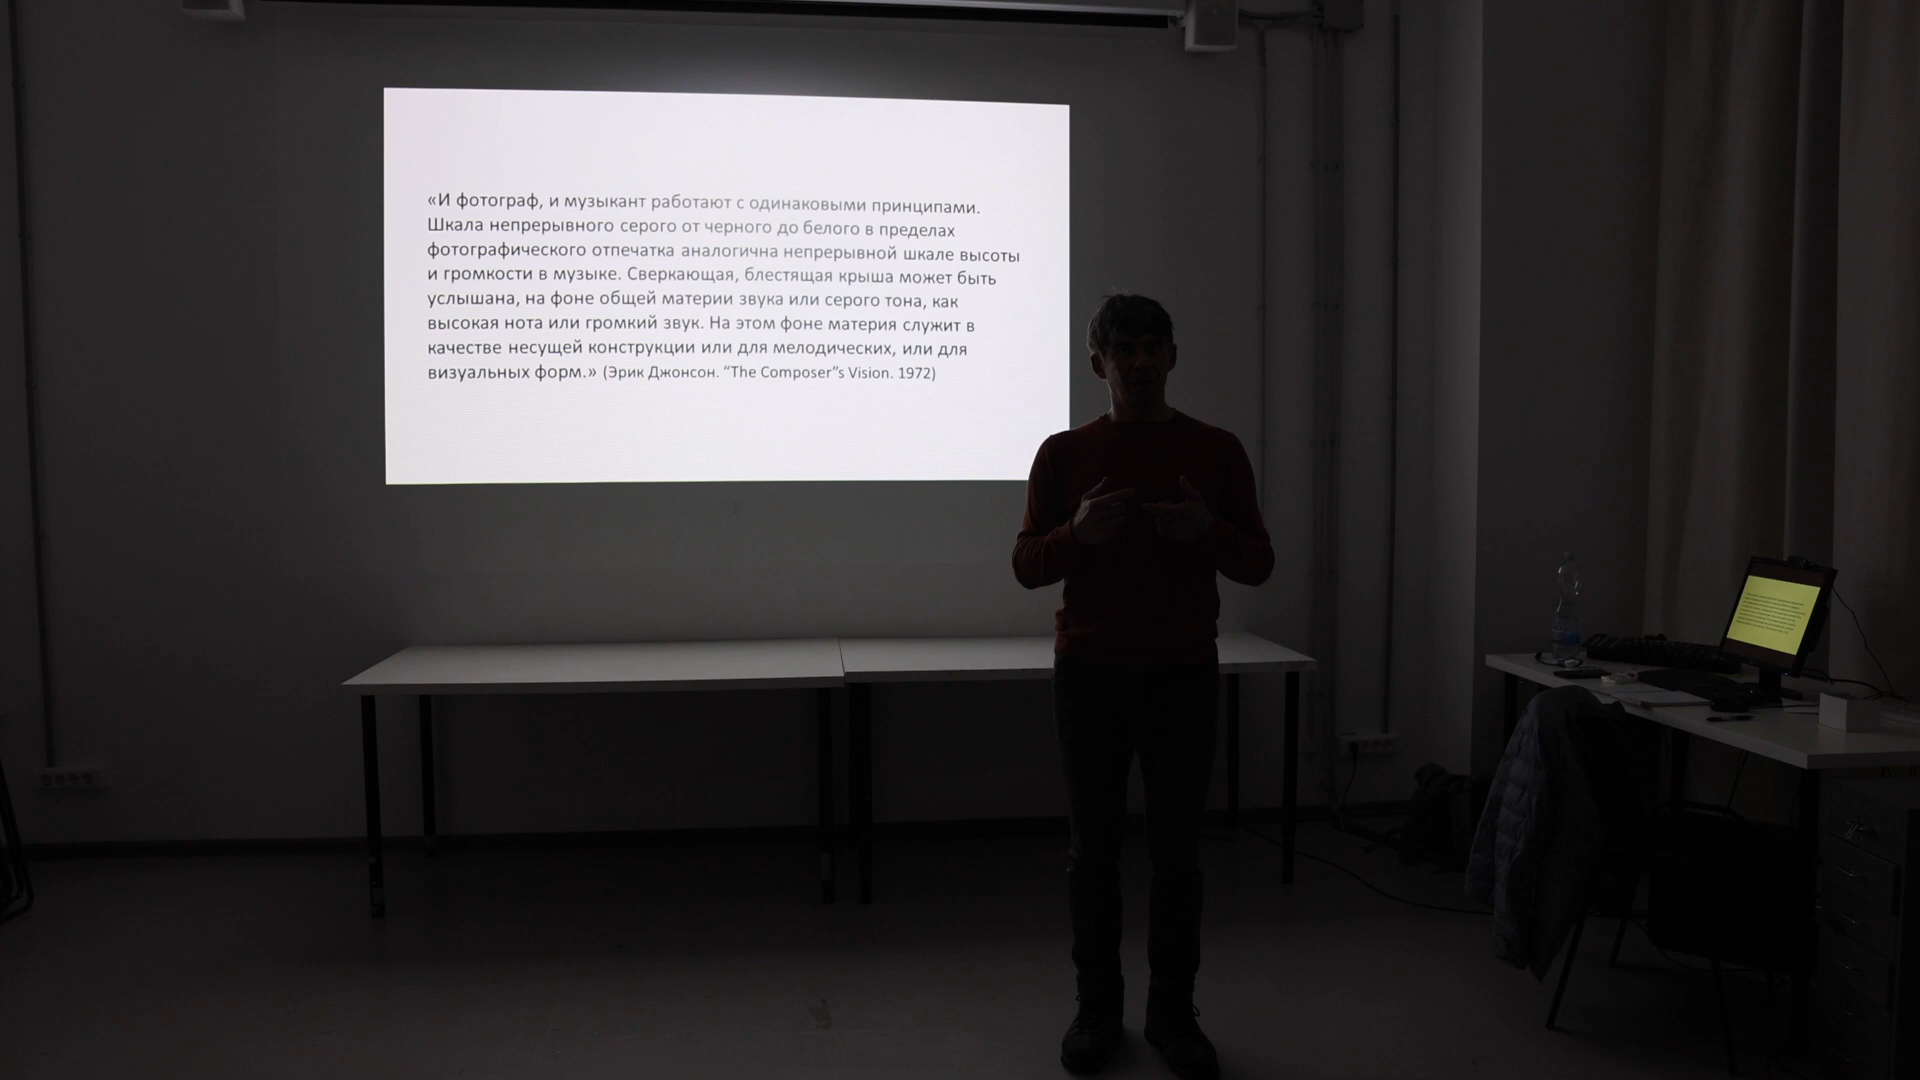 «И фотограф, и музыкант работают с одинаковыми принципами.
Шкала непрерывного серого от черного до белого в пределах
фотографического отпечатка аналогична непрерывной шкале высоты
и громкости в музыке. Сверкающая, блестящая крыша может быть
услышана, на фоне общей материи звука или серого тона, как
высокая нота или громкий звук. На этом фоне материя служит в
качестве несущей конструкции или для мелодических, или для
визуальных форм.» (Эрик Джонсон. “The Composer”s Vision. 1972)